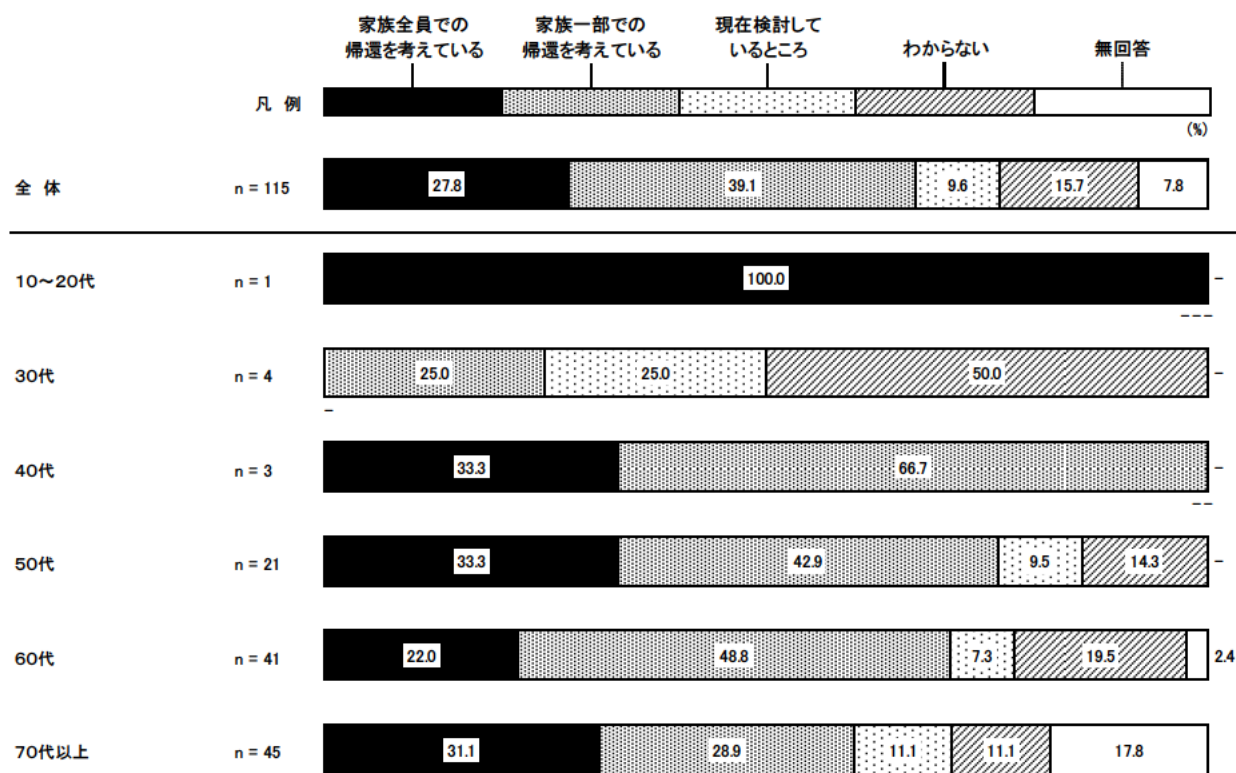 家族全員での
帰還を考えている
家族一部での
帰還を考えている
現在検討して
いるところ
わからない
無回答
凡 例
(%)
全 体 n = 115 27.8 39.1 9.6 15.7 7.8
10～20代 n = 1 100.0 -
---
30代 n = 4 25.0 25.0 50.0 -
-
40代 n = 3 33.3 66.7 -
--
50代 n = 21 33.3 42.9 9.5 14.3 -
60代 n = 41 22.0 48.8 7.3 19.5 2.4
70代以上 n = 45 31.1 28.9 11.1 11.1 17.8